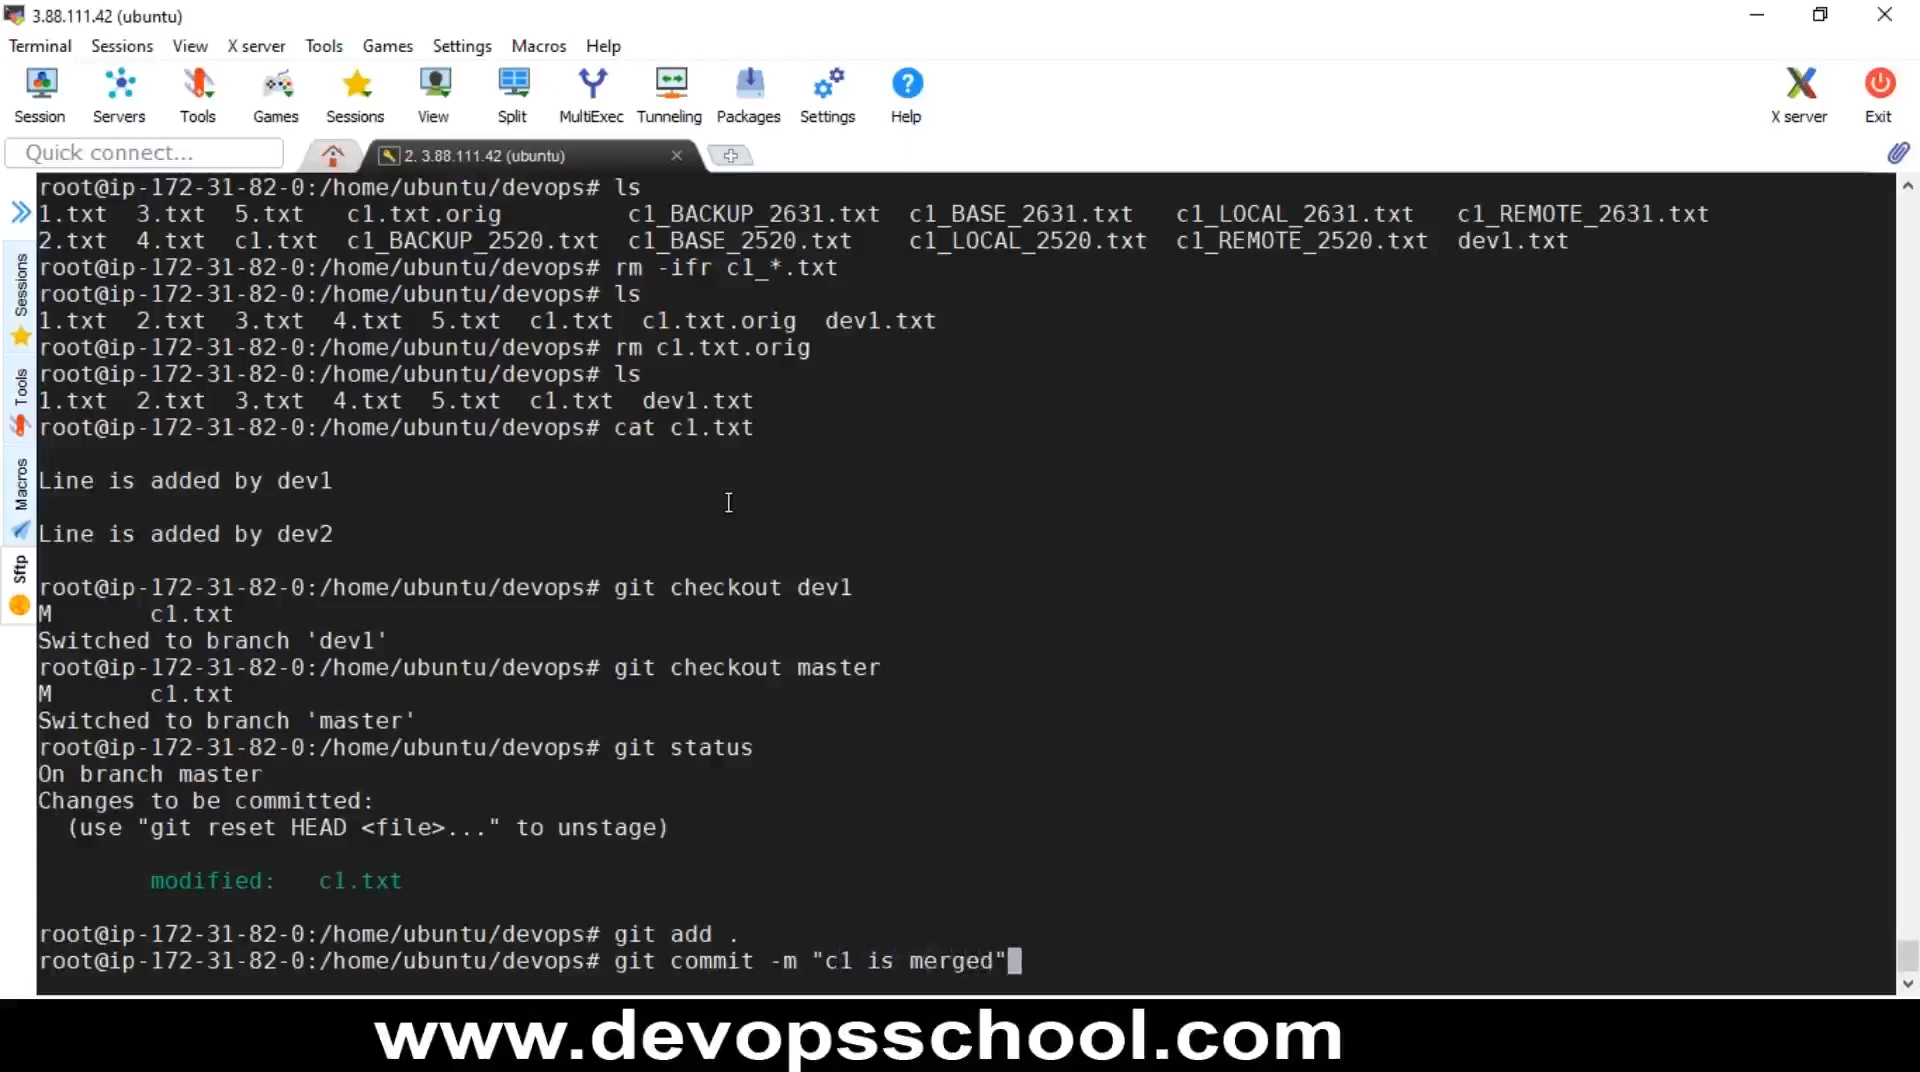 3.88.111.42 (ubuntu)
Terminal Sessions View X server Tools Games Settings Macros Help
Session Servers Tools Games Sessions View Split MultiExec Tunneling Packages Settings Help X server Exit
Quick connect... 2. 3.88.111.42 (ubuntu)
Sessions
Tools
Macros
Sftp
root@ip-172-31-82-0:/home/ubuntu/devops# ls
1.txt 3.txt 5.txt c1.txt.orig c1_BACKUP_2631.txt c1_BASE_2631.txt c1_LOCAL_2631.txt c1_REMOTE_2631.txt
2.txt 4.txt c1.txt c1_BACKUP_2520.txt c1_BASE_2520.txt c1_LOCAL_2520.txt c1_REMOTE_2520.txt dev1.txt
root@ip-172-31-82-0:/home/ubuntu/devops# rm -ifr c1_*.txt
root@ip-172-31-82-0:/home/ubuntu/devops# ls
1.txt 2.txt 3.txt 4.txt 5.txt c1.txt c1.txt.orig dev1.txt
root@ip-172-31-82-0:/home/ubuntu/devops# rm c1.txt.orig
root@ip-172-31-82-0:/home/ubuntu/devops# ls
1.txt 2.txt 3.txt 4.txt 5.txt c1.txt dev1.txt
root@ip-172-31-82-0:/home/ubuntu/devops# cat c1.txt
Line is added by dev1
Line is added by dev2
root@ip-172-31-82-0:/home/ubuntu/devops# git checkout dev1
M c1.txt
Switched to branch 'dev1'
root@ip-172-31-82-0:/home/ubuntu/devops# git checkout master
M c1.txt
Switched to branch 'master'
root@ip-172-31-82-0:/home/ubuntu/devops# git status
On branch master
Changes to be committed:
(use "git reset HEAD <file>..." to unstage)
modified: c1.txt
root@ip-172-31-82-0:/home/ubuntu/devops# git add .
root@ip-172-31-82-0:/home/ubuntu/devops# git commit -m "c1 is merged"
www.devopsschool.com